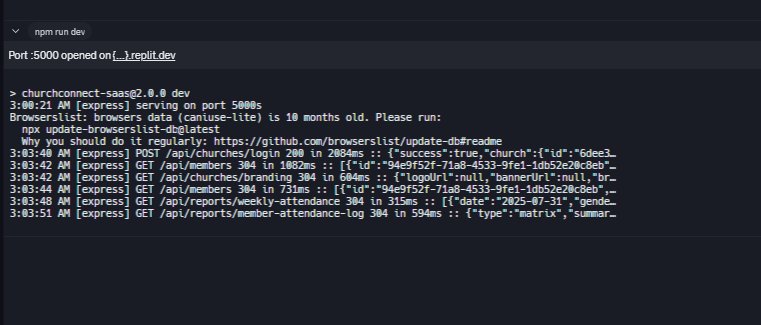 npm run dev
Port :5000 opened on {...}.replit.dev
> churchconnect-saas@2.0.0 dev
3:00:21 AM [express] serving on port 5000s
Browserslist: browsers data (caniuse-lite) is 10 months old. Please run:
npx update-browserslist-db@latest
Why you should do it regularly: https://github.com/browserslist/update-db#readme
3:03:40 AM [express] POST /api/churches/login 200 in 2084ms :: {"success":true,"church":{"id":"6dee3…
3:03:42 AM [express] GET /api/members 304 in 1082ms :: [{"id":"94e9f52f-71a8-4533-9fe1-1db52e20c8eb"…
3:03:42 AM [express] GET /api/churches/branding 304 in 604ms :: {"logoUrl":null,"bannerUrl":null,"br…
3:03:44 AM [express] GET /api/members 304 in 731ms :: [{"id":"94e9f52f-71a8-4533-9fe1-1db52e20c8eb",…
3:03:48 AM [express] GET /api/reports/weekly-attendance 304 in 315ms :: [{"date":"2025-07-31","gende…
3:03:51 AM [express] GET /api/reports/member-attendance-log 304 in 594ms :: {"type":"matrix","summar…